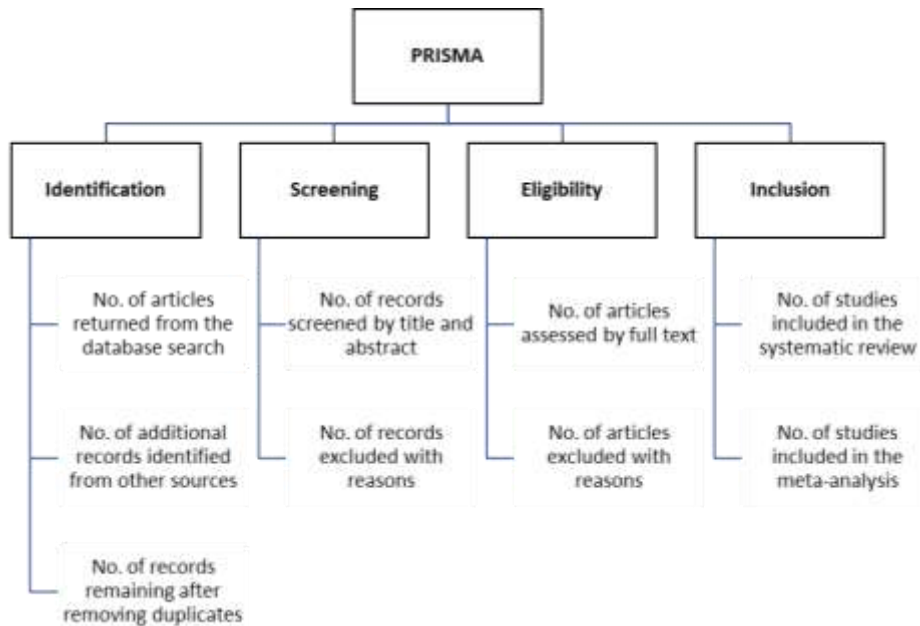 PRISMA
Identification
Screening
Eligibility
Inclusion
No. of articles
returned from the
database search
No. of additional
records identified
from other sources
No. of records
remaining after
removing duplicates
No. of records
screened by title and
abstract
No. of records
excluded with
reasons
No. of articles
assessed by full text
No. of articles
excluded with
reasons
No. of studies
included in the
systematic review
No. of studies
included in the
meta-analysis